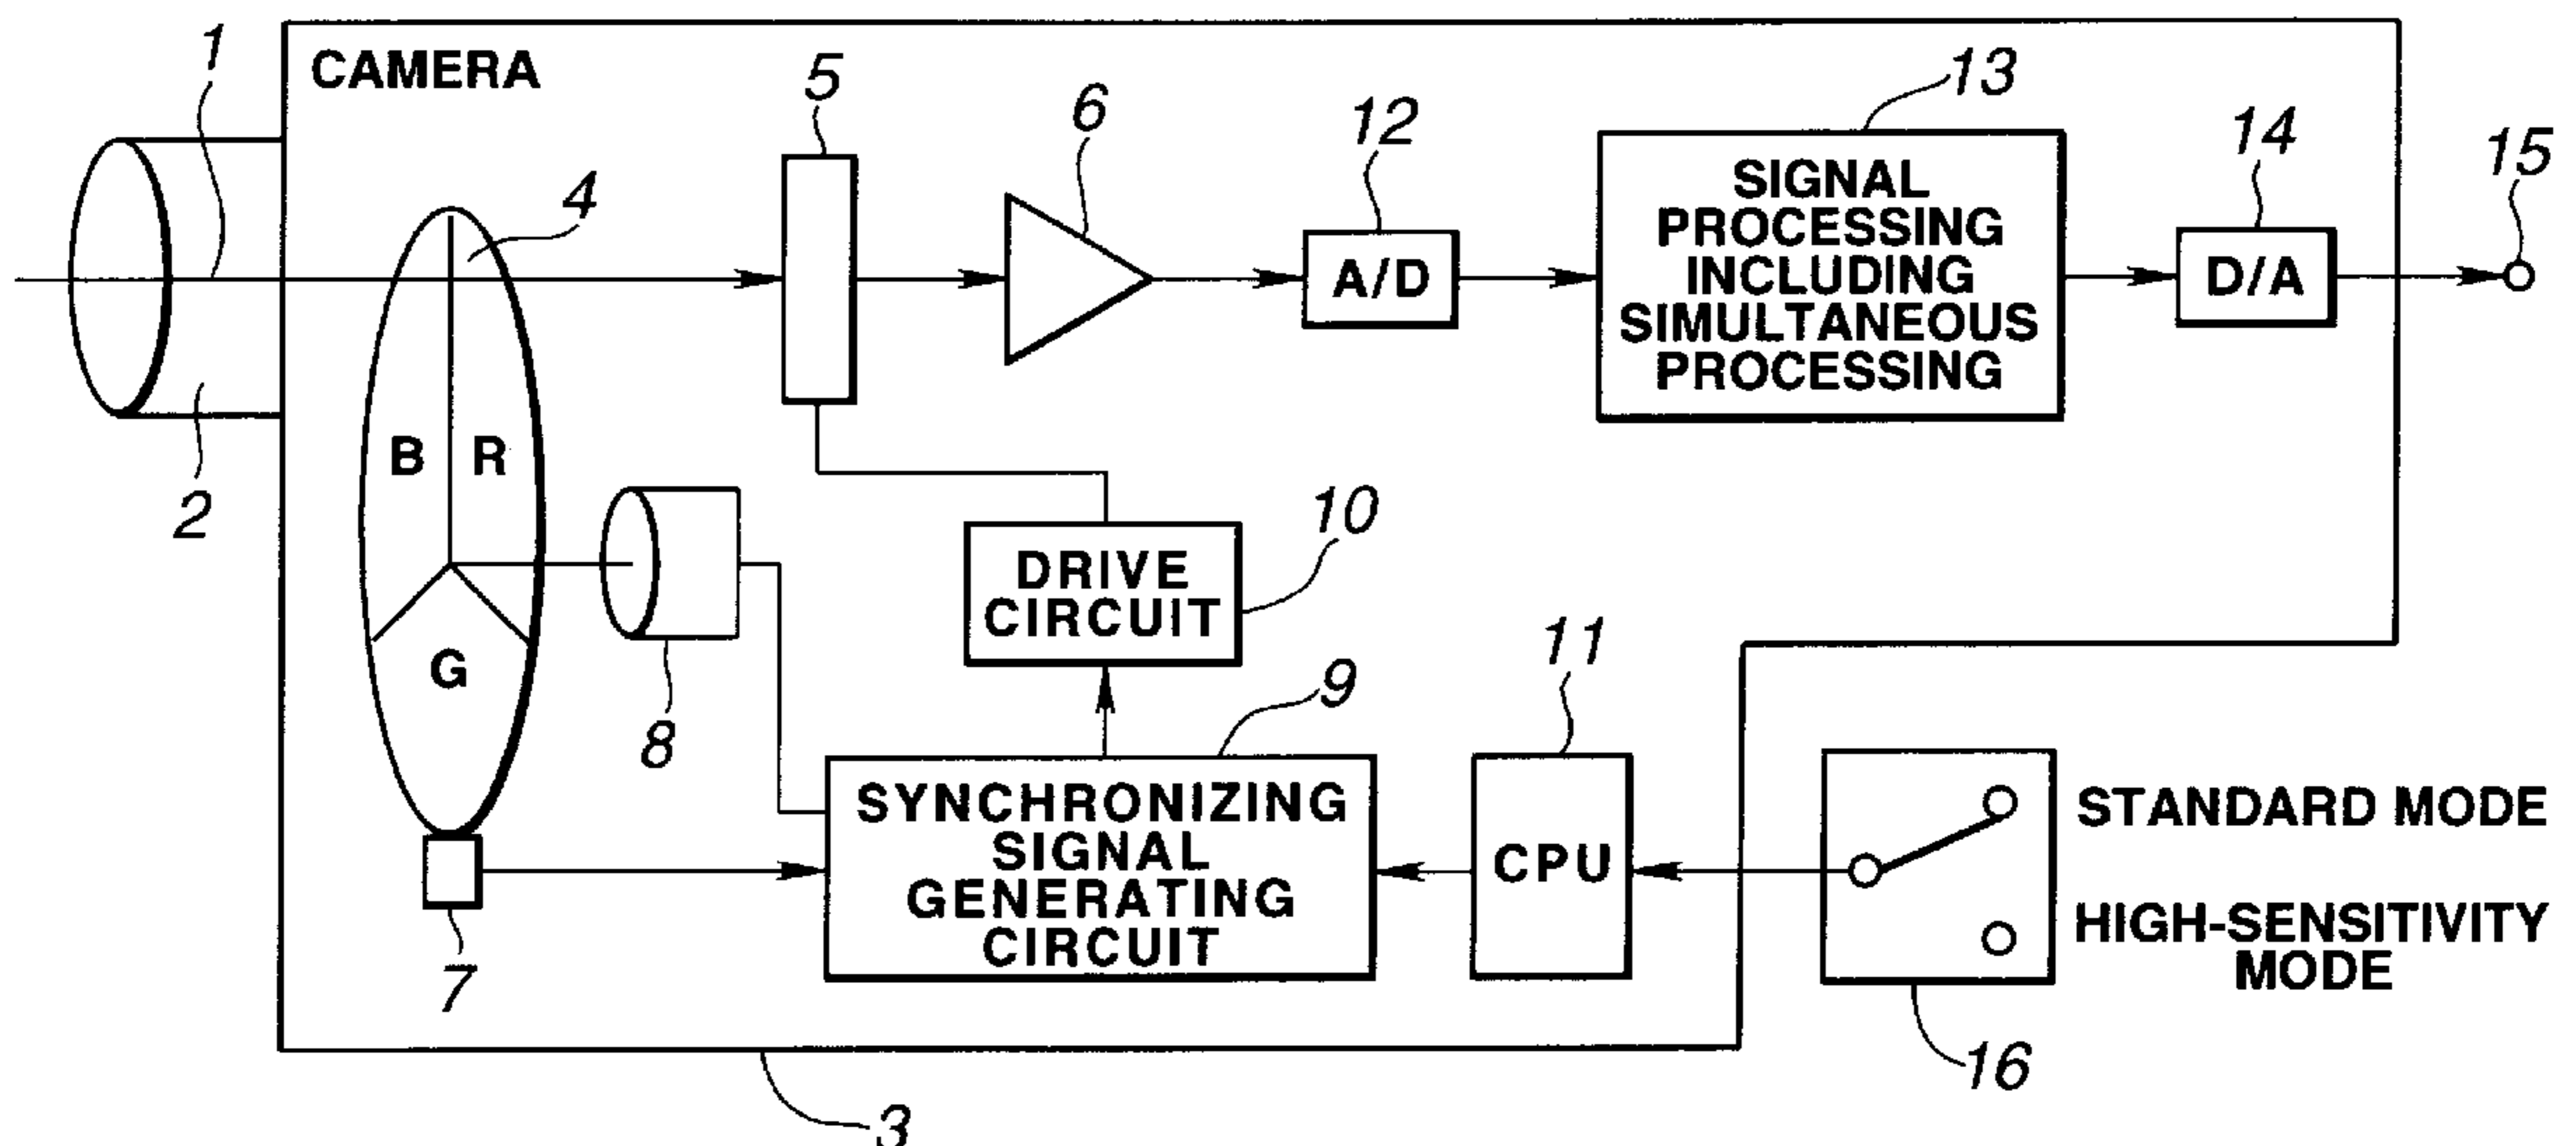 1
CAMERA
5
6
12
13
14
15
4
SIGNAL
PROCESSING
INCLUDING
SIMULTANEOUS
PROCESSING
A/D
D/A
B
R
2
10
DRIVE
CIRCUIT
G
8
9
11
SYNCHRONIZING
SIGNAL
GENERATING
CIRCUIT
CPU
STANDARD MODE
HIGH-SENSITIVITY
MODE
7
16
3